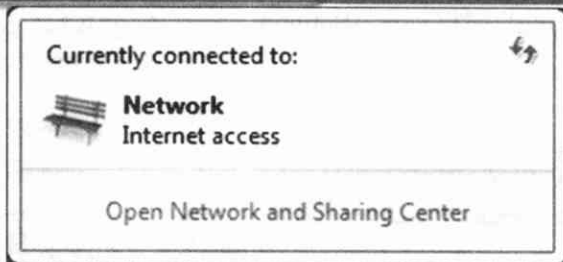 Currently connected to:
Network
Internet access
Open Network and Sharing Center